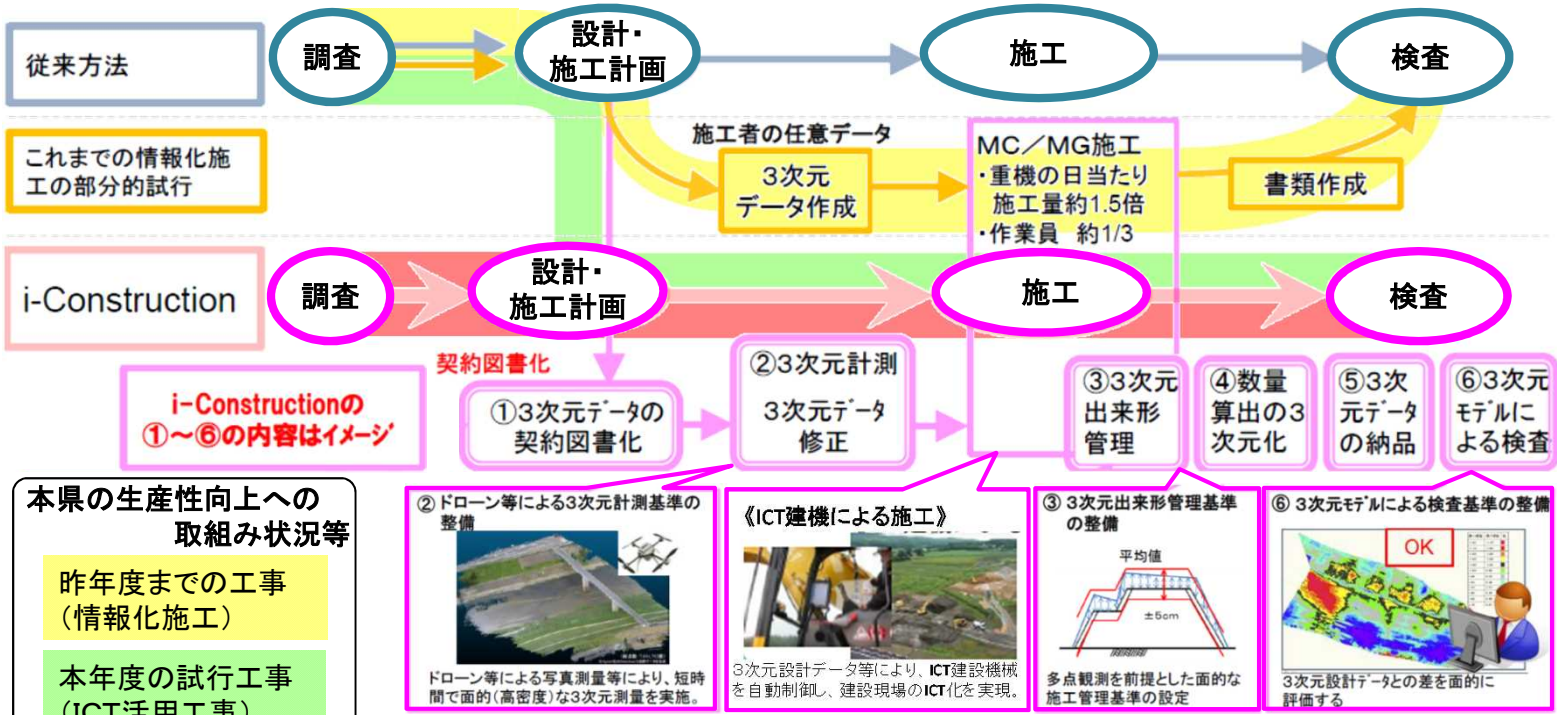 従来方法
調査
設計・
施工計画
施工
検査
これまでの情報化施
工の部分的試行
施工者の任意データ
3次元
データ作成
MC／MG施工
・重機の日当たり
施工量約1.5倍
・作業員 約1/3
書類作成
i-Construction
調査
設計・
施工計画
施工
検査
i-Constructionの
①～⑥の内容はイメージ
契約図書化
①3次元データの
契約図書化
②3次元計測
3次元データ
修正
③3次元
出来形
管理
④数量
算出の3
次元化
⑤3次
元データ
の納品
⑥3次元
モデルに
よる検査
本県の生産性向上への
取組み状況等
昨年度までの工事
（情報化施工）
本年度の試行工事
（ICT活用工事）
② ドローン等による3次元計測基準の
整備
ドローン等による写真測量等により、短時
間で面的(高密度)な3次元測量を実施。
《ICT建機による施工》
3次元設計データ等により、ICT建設機械
を自動制御し、建設現場のICT化を実現。
③ 3次元出来形管理基準
の整備
平均値
±5cm
多点観測を前提とした面的な
施工管理基準の設定
⑥ 3次元モデルによる検査基準の整備
OK
3次元設計データとの差を面的に
評価する